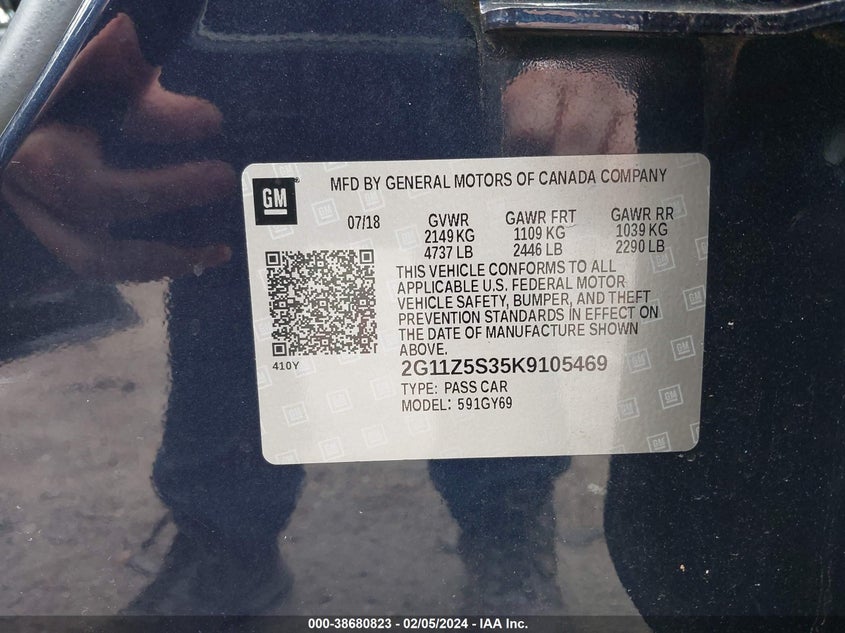 GM
MFD BY GENERAL MOTORS OF CANADA COMPANY
07/18 GVWR GAWR FRT GAWR RR
2149 KG 1109 KG 1039 KG
4737 LB 2446 LB 2290 LB
THIS VEHICLE CONFORMS TO ALL
APPLICABLE U.S. FEDERAL MOTOR
VEHICLE SAFETY, BUMPER, AND THEFT
PREVENTION STANDARDS IN EFFECT ON
THE DATE OF MANUFACTURE SHOWN
ABOVE.
410Y
2G11Z5S35K9105469
TYPE: PASS CAR
MODEL: 591GY69
000-38680823 - 02/05/2024 - IAA Inc.